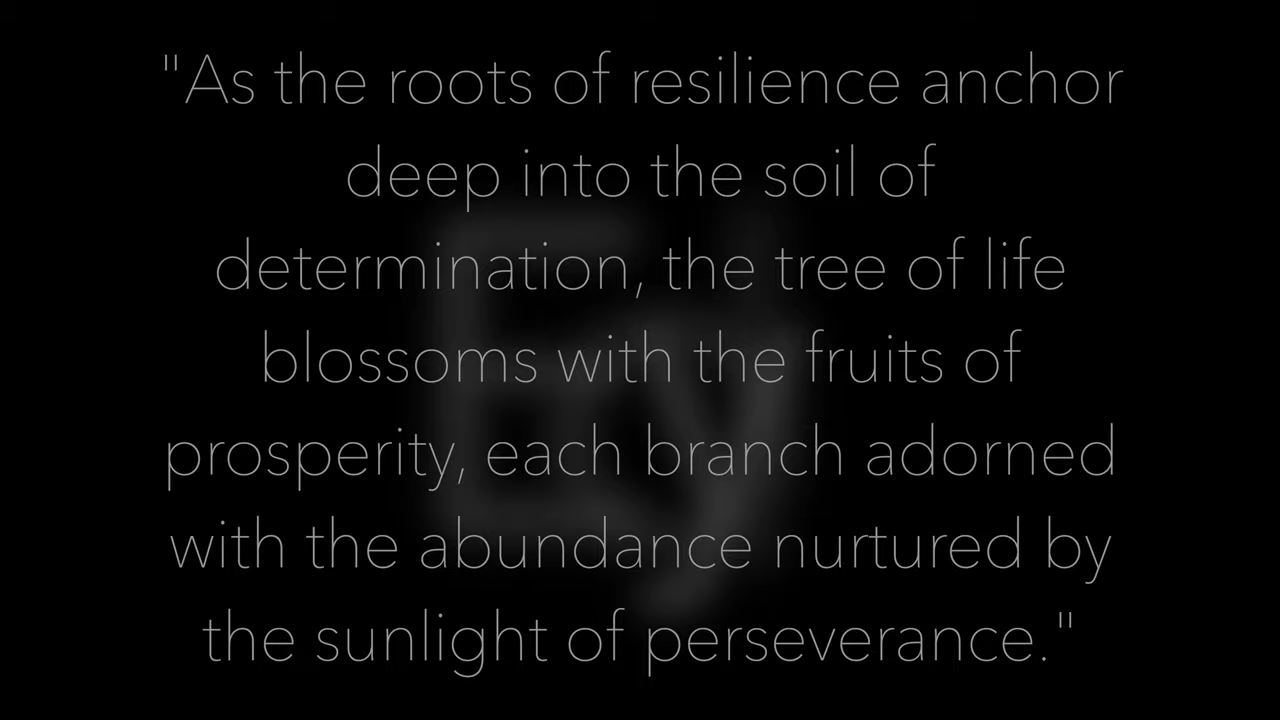 "As the roots of resilience anchor
deep into the soil of
determination, the tree of life
blossoms with the fruits of
prosperity, each branch adorned
with the abundance nurtured by
the sunlight of perseverance."